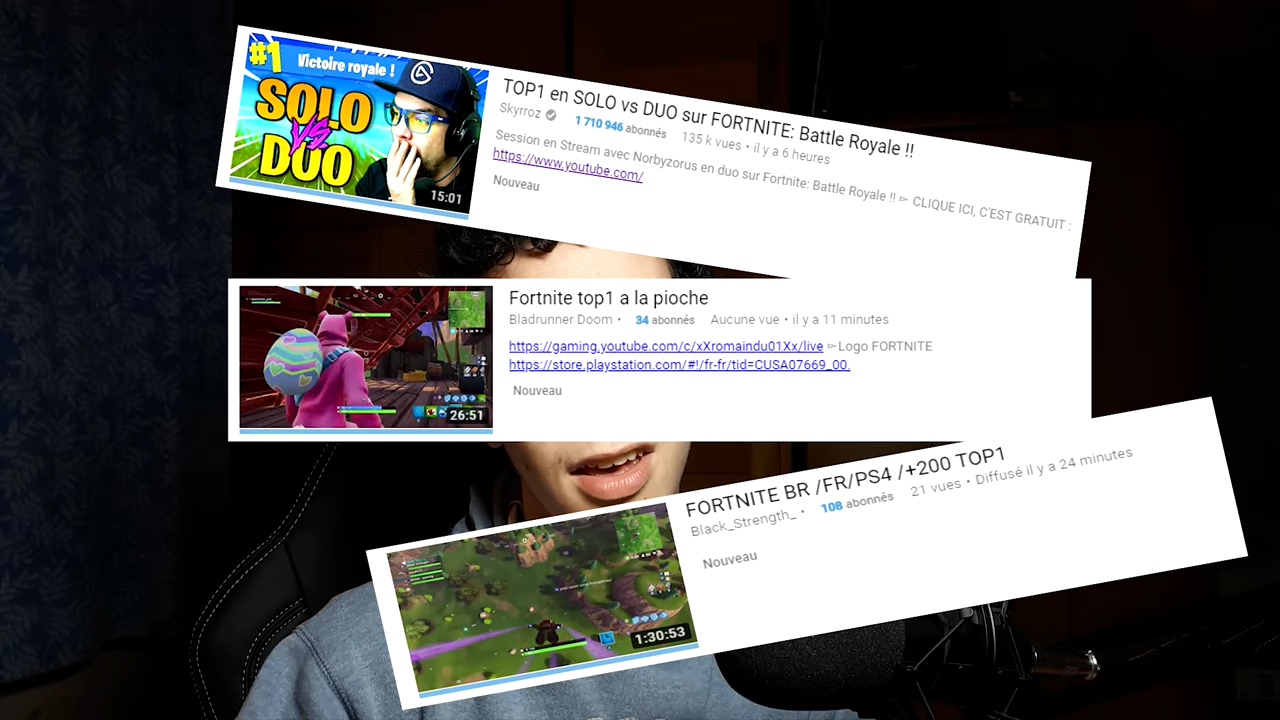 #1
Victoire royale !
SOLO
VS
DUO
15:01
TOP1 en SOLO vs DUO sur FORTNITE: Battle Royale !!
Skyrroz 1 710 946 abonnés 135 k vues • il y a 6 heures
Session en Stream avec Norbyzorus en duo sur Fortnite: Battle Royale !! ➛ CLIQUE ICI, C'EST GRATUIT :
https://www.youtube.com/
Nouveau
26:51
Fortnite top1 a la pioche
Bladrunner Doom • 34 abonnés Aucune vue • il y a 11 minutes
https://gaming.youtube.com/c/xXromaindu01Xx/live ➛Logo FORTNITE
https://store.playstation.com/#!/fr-fr/tid=CUSA07669_00.
Nouveau
1:30:53
FORTNITE BR /FR/PS4 /+200 TOP1
Black_Strength_ • 108 abonnés 21 vues • Diffusé il y a 24 minutes
Nouveau